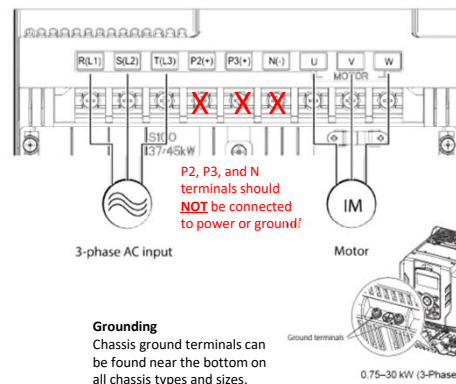 R(L1) S(L2) T(L3) P2(+) P3(+) N(-) U V W
MOTOR
X X X
S100
37/45kW
P2, P3, and N
terminals should
NOT be connected
to power or ground!
IM
3-phase AC input
Motor
Grounding
Chassis ground terminals can
be found near the bottom on
all chassis types and sizes.
Ground terminals
0.75–30 kW (3-Phase